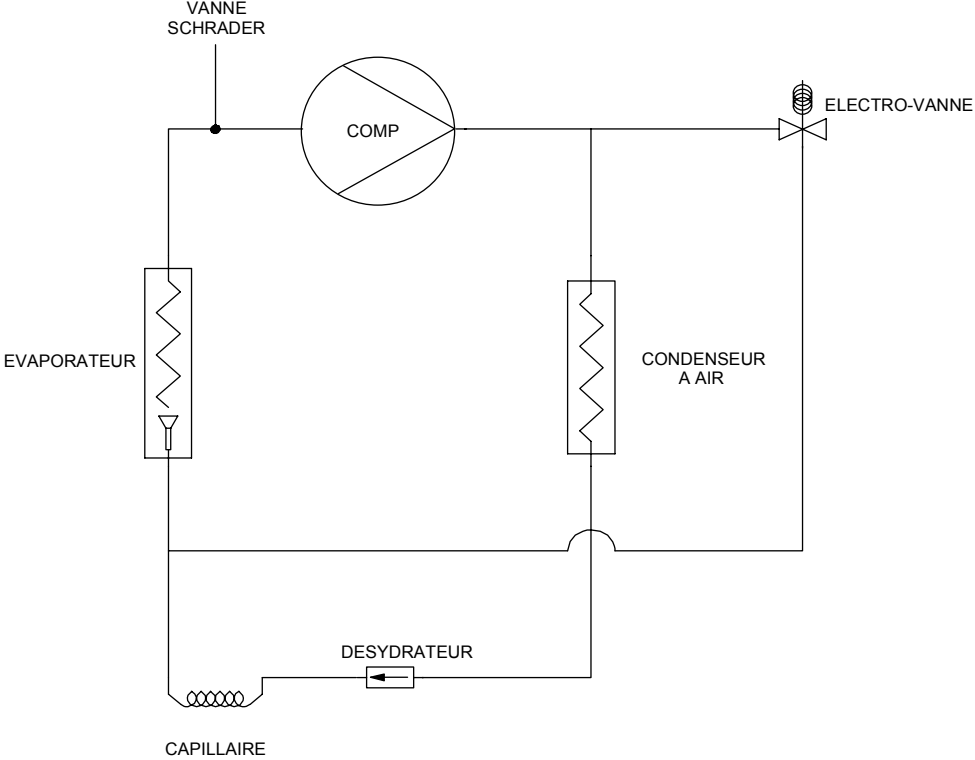 VANNE
SCHRADER
COMP
ELECTRO-VANNE
EVAPORATEUR
CONDENSEUR
A AIR
DESYDRATEUR
CAPILLAIRE